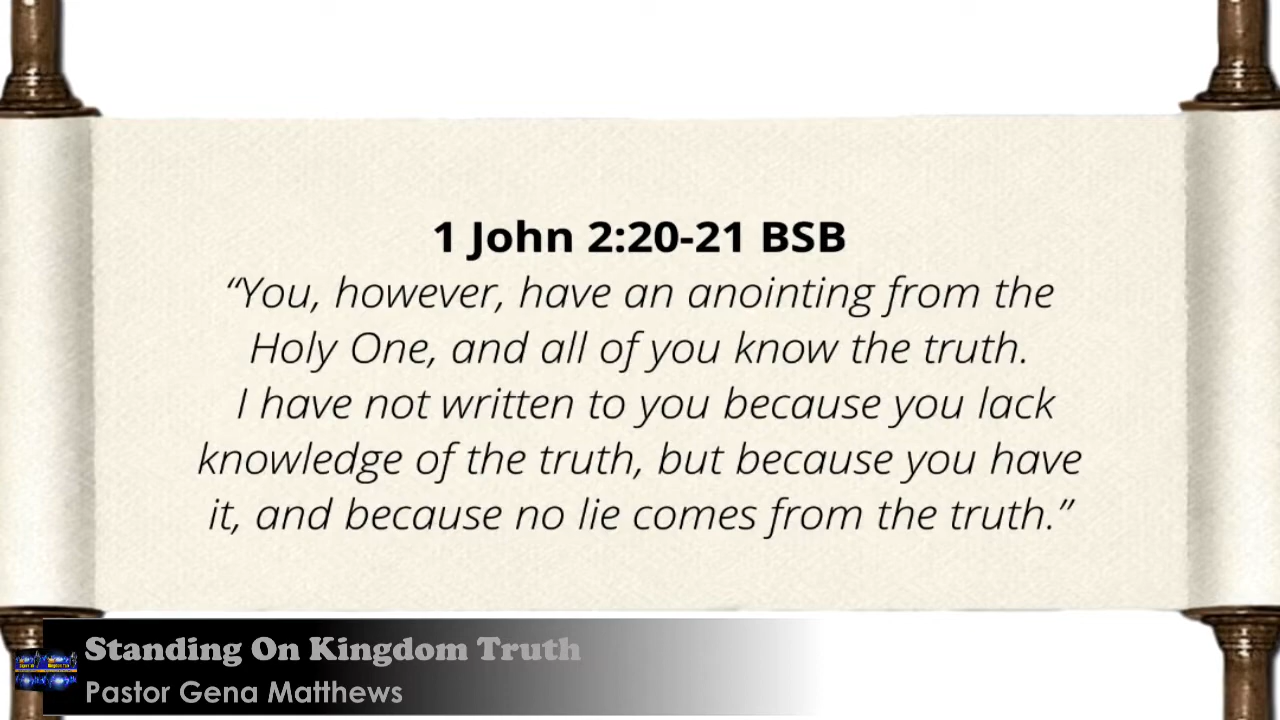 1 John 2:20-21 BSB
“You, however, have an anointing from the
Holy One, and all of you know the truth.
I have not written to you because you lack
knowledge of the truth, but because you have
it, and because no lie comes from the truth.”
Standing On Kingdom Truth
Pastor Gena Matthews